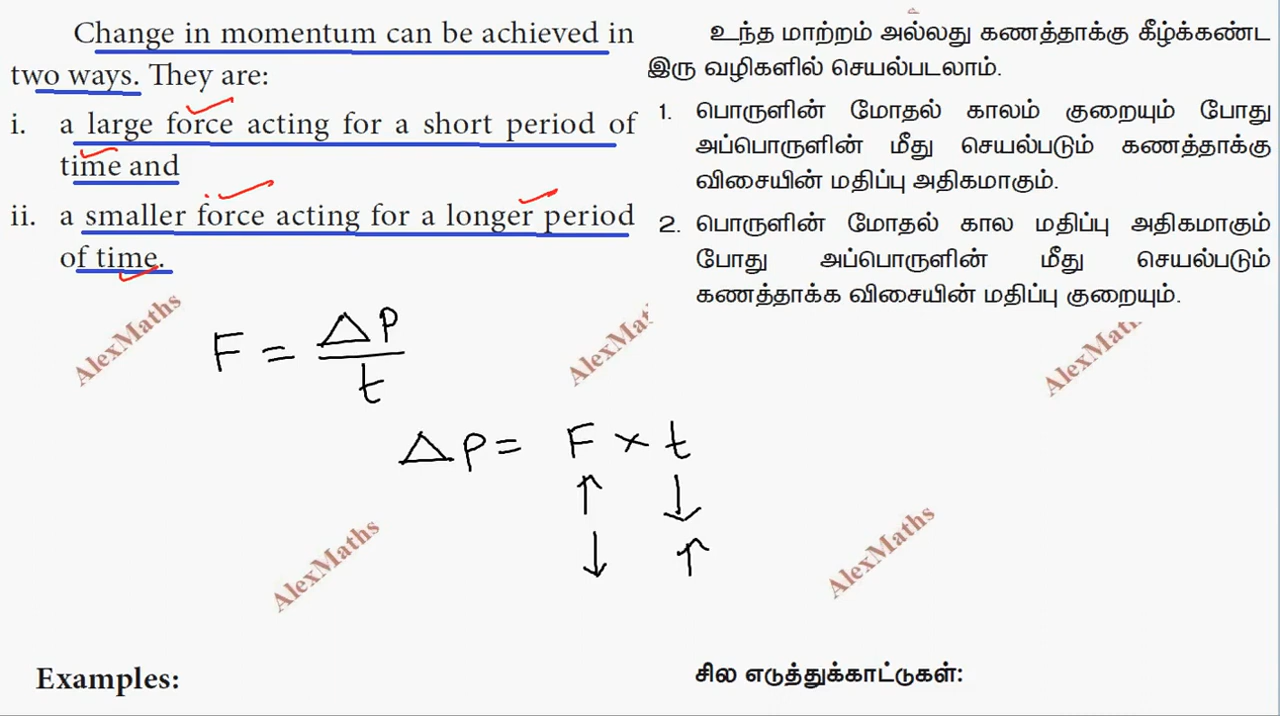 Change in momentum can be achieved in
two ways. They are:
i. a large force acting for a short period of
time and
ii. a smaller force acting for a longer period
of time.
உந்த மாற்றம் அல்லது கணத்தாக்கு கீழ்க்கண்ட
இரு வழிகளில் செயல்படலாம்.
1. பொருளின் மோதல் காலம் குறையும் போது
அப்பொருளின் மீது செயல்படும் கணத்தாக்கு
விசையின் மதிப்பு அதிகமாகும்.
2. பொருளின் மோதல் கால மதிப்பு அதிகமாகும்
போது அப்பொருளின் மீது செயல்படும்
கணத்தாக்க விசையின் மதிப்பு குறையும்.
AlexMaths
F = ΔP/t
AlexMat
AlexMaths
ΔP = F × t
↑ ↓
↓ ↑
AlexMaths
AlexMaths
Examples:
சில எடுத்துக்காட்டுகள்: